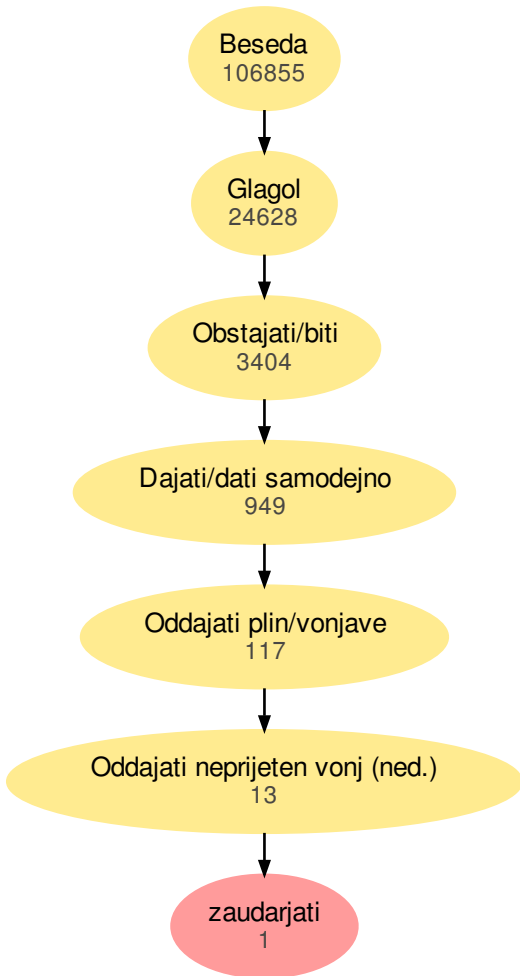 Beseda
106855
Glagol
24628
Obstajati/biti
3404
Dajati/dati samodejno
949
Oddajati plin/vonjave
117
Oddajati neprijeten vonj (ned.)
13
zaudarjati
1